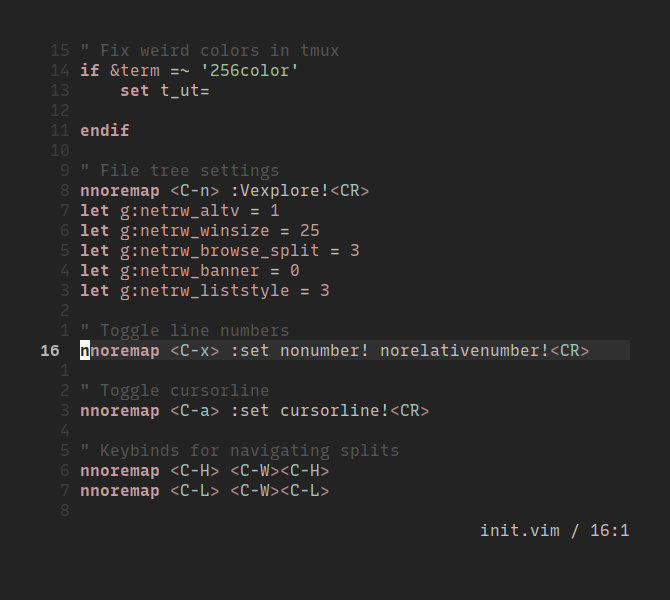 15 " Fix weird colors in tmux
14 if &term =~ '256color'
13     set t_ut=
12
11 endif
10
9 " File tree settings
8 nnoremap <C-n> :Vexplore!<CR>
7 let g:netrw_altv = 1
6 let g:netrw_winsize = 25
5 let g:netrw_browse_split = 3
4 let g:netrw_banner = 0
3 let g:netrw_liststyle = 3
2
1 " Toggle line numbers
16 nnoremap <C-x> :set nonumber! norelativenumber!<CR>
1
2 " Toggle cursorline
3 nnoremap <C-a> :set cursorline!<CR>
4
5 " Keybinds for navigating splits
6 nnoremap <C-H> <C-W><C-H>
7 nnoremap <C-L> <C-W><C-L>
8
init.vim / 16:1